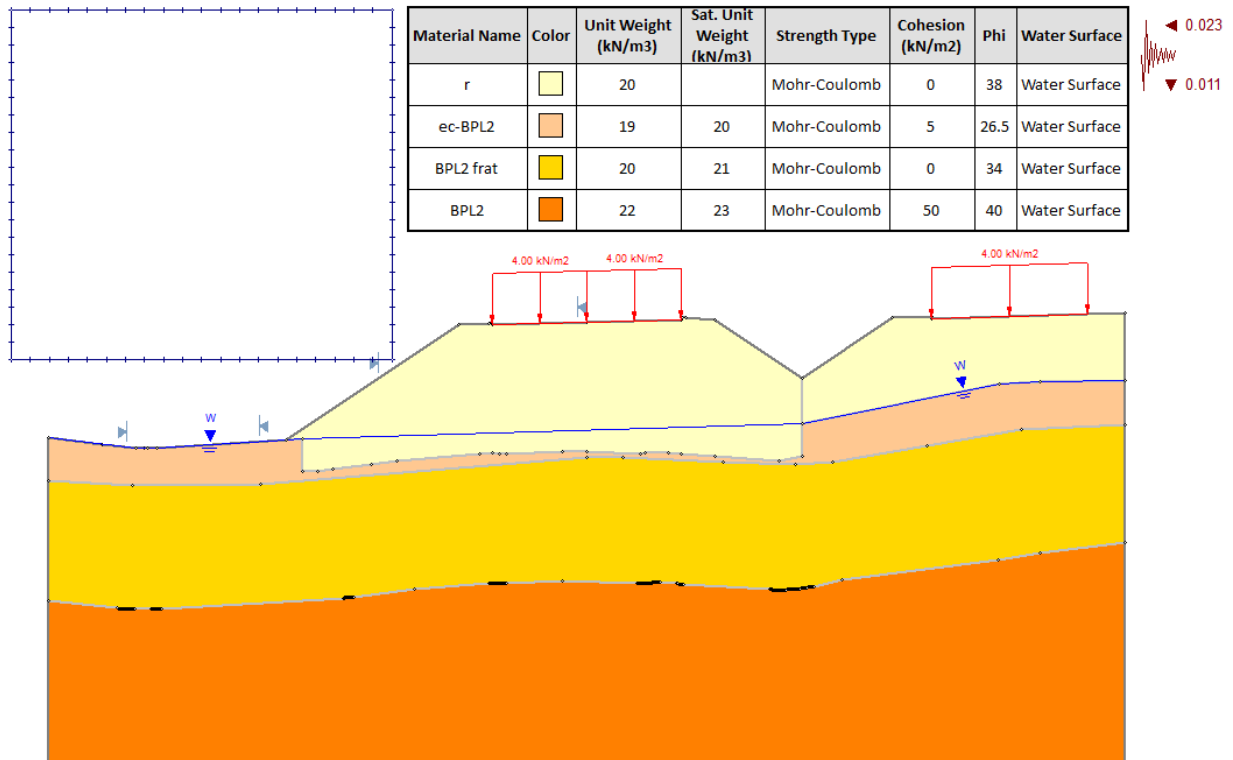 Material Name Color Unit Weight (kN/m3) Sat. Unit Weight (kN/m3) Strength Type Cohesion (kN/m2) Phi Water Surface
r 20 Mohr-Coulomb 0 38 Water Surface
ec-BPL2 19 20 Mohr-Coulomb 5 26.5 Water Surface
BPL2 frat 20 21 Mohr-Coulomb 0 34 Water Surface
BPL2 22 23 Mohr-Coulomb 50 40 Water Surface
0.023
0.011
4.00 kN/m2 4.00 kN/m2 4.00 kN/m2
W
W